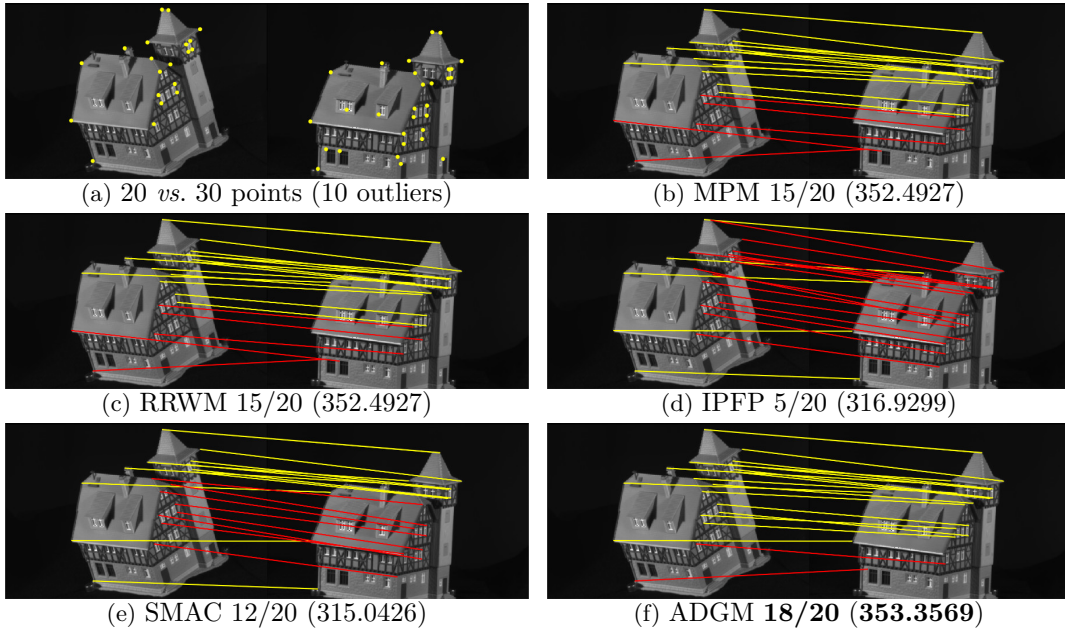 (a) 20 vs. 30 points (10 outliers)
(b) MPM 15/20 (352.4927)
(c) RRWM 15/20 (352.4927)
(d) IPFP 5/20 (316.9299)
(e) SMAC 12/20 (315.0426)
(f) ADGM 18/20 (353.3569)